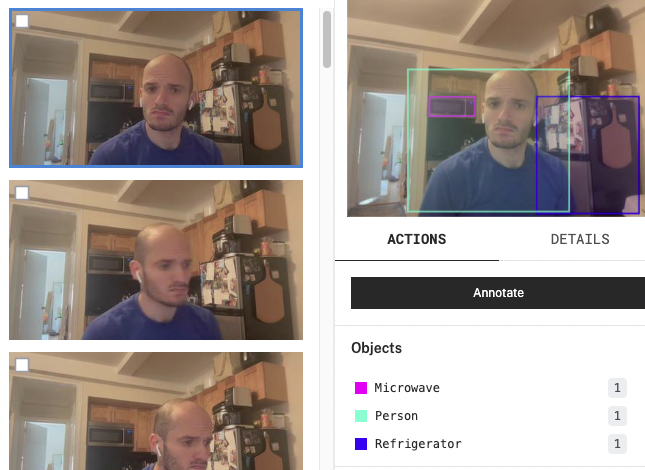 ACTIONS
DETAILS
Annotate
Objects
Microwave 1
Person 1
Refrigerator 1